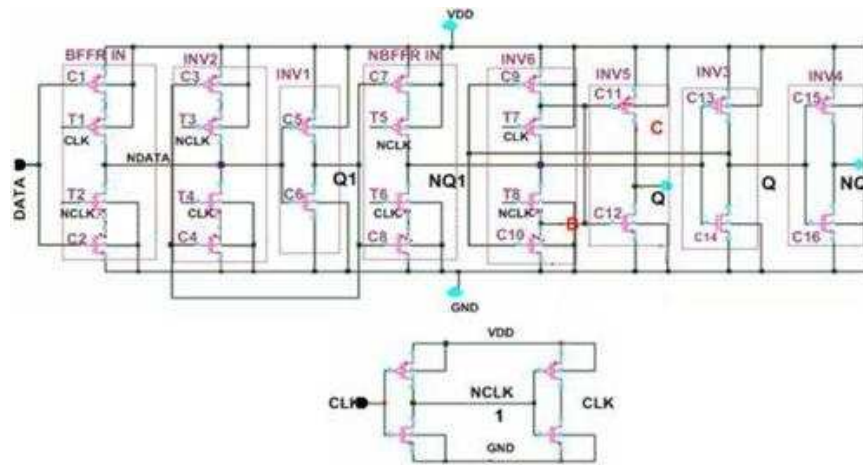 VDD
BFFR IN
INV2
INV1
NBFFR IN
INV6
INV5
INV3
INV4
C1
C3
C5
C7
C9
C11
C13
C15
T1
CLK
T3
NCLK
T5
NCLK
T7
CLK
C
NDATA
DATA
Q1
NQ1
Q
Q
NQ
T2
NCLK
T4
CLK
C6
T6
CLK
T8
NCLK
B
C12
C14
C16
C2
C4
C8
C10
GND
VDD
CLK
NCLK
1
CLK
GND